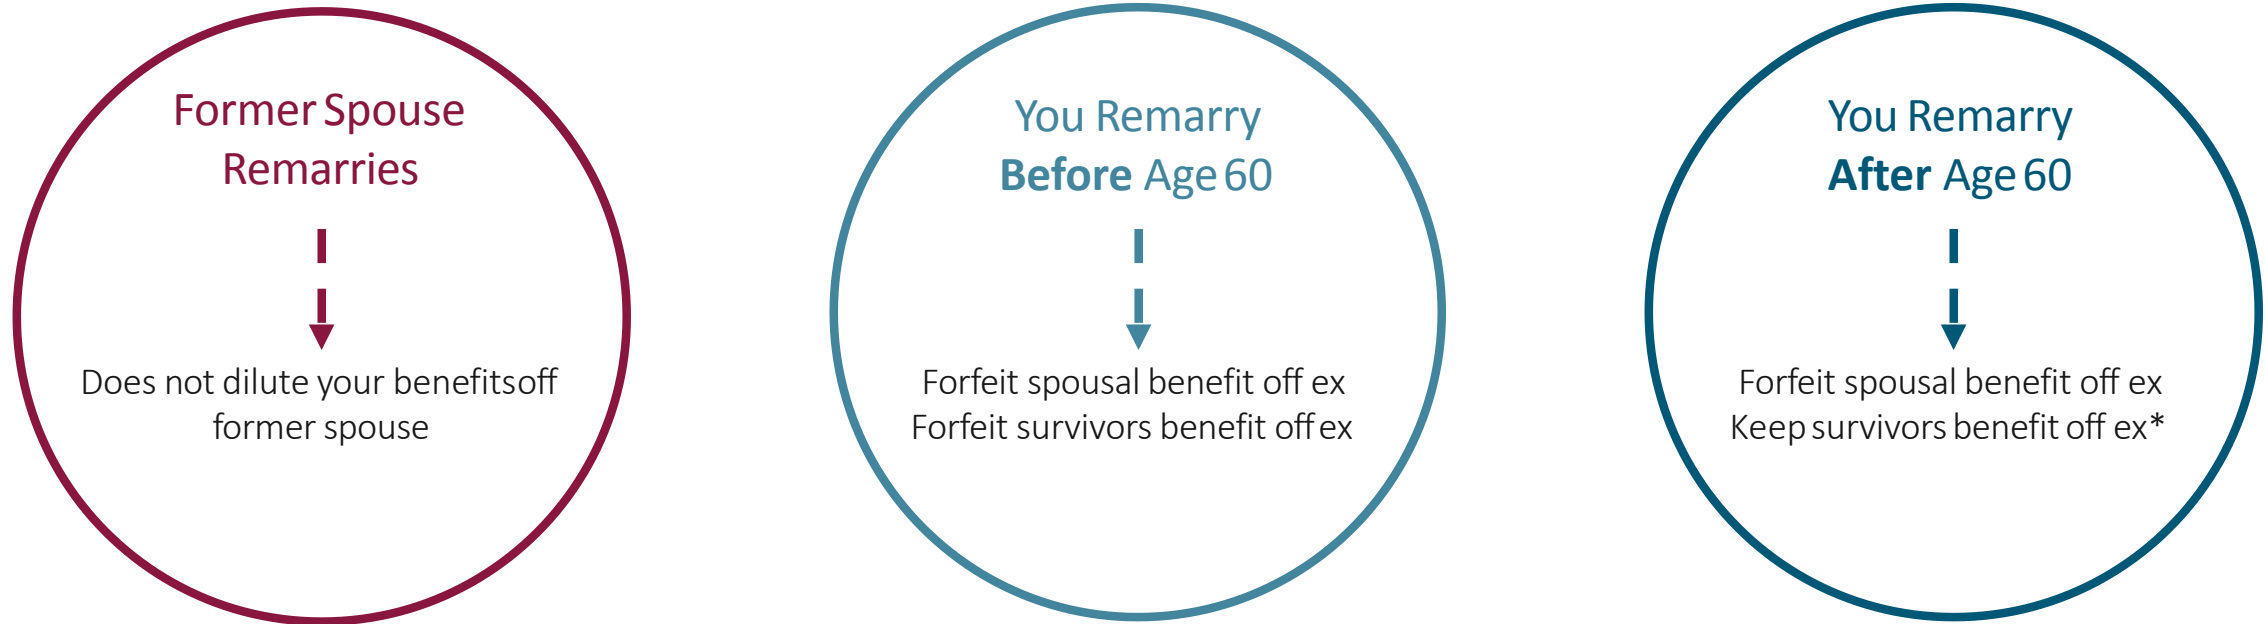 Former Spouse
Remarries
Does not dilute your benefitsoff
former spouse
You Remarry
Before Age 60
Forfeit spousal benefit off ex
Forfeit survivors benefit off ex
You Remarry
After Age 60
Forfeit spousal benefit off ex
Keep survivors benefit off ex*